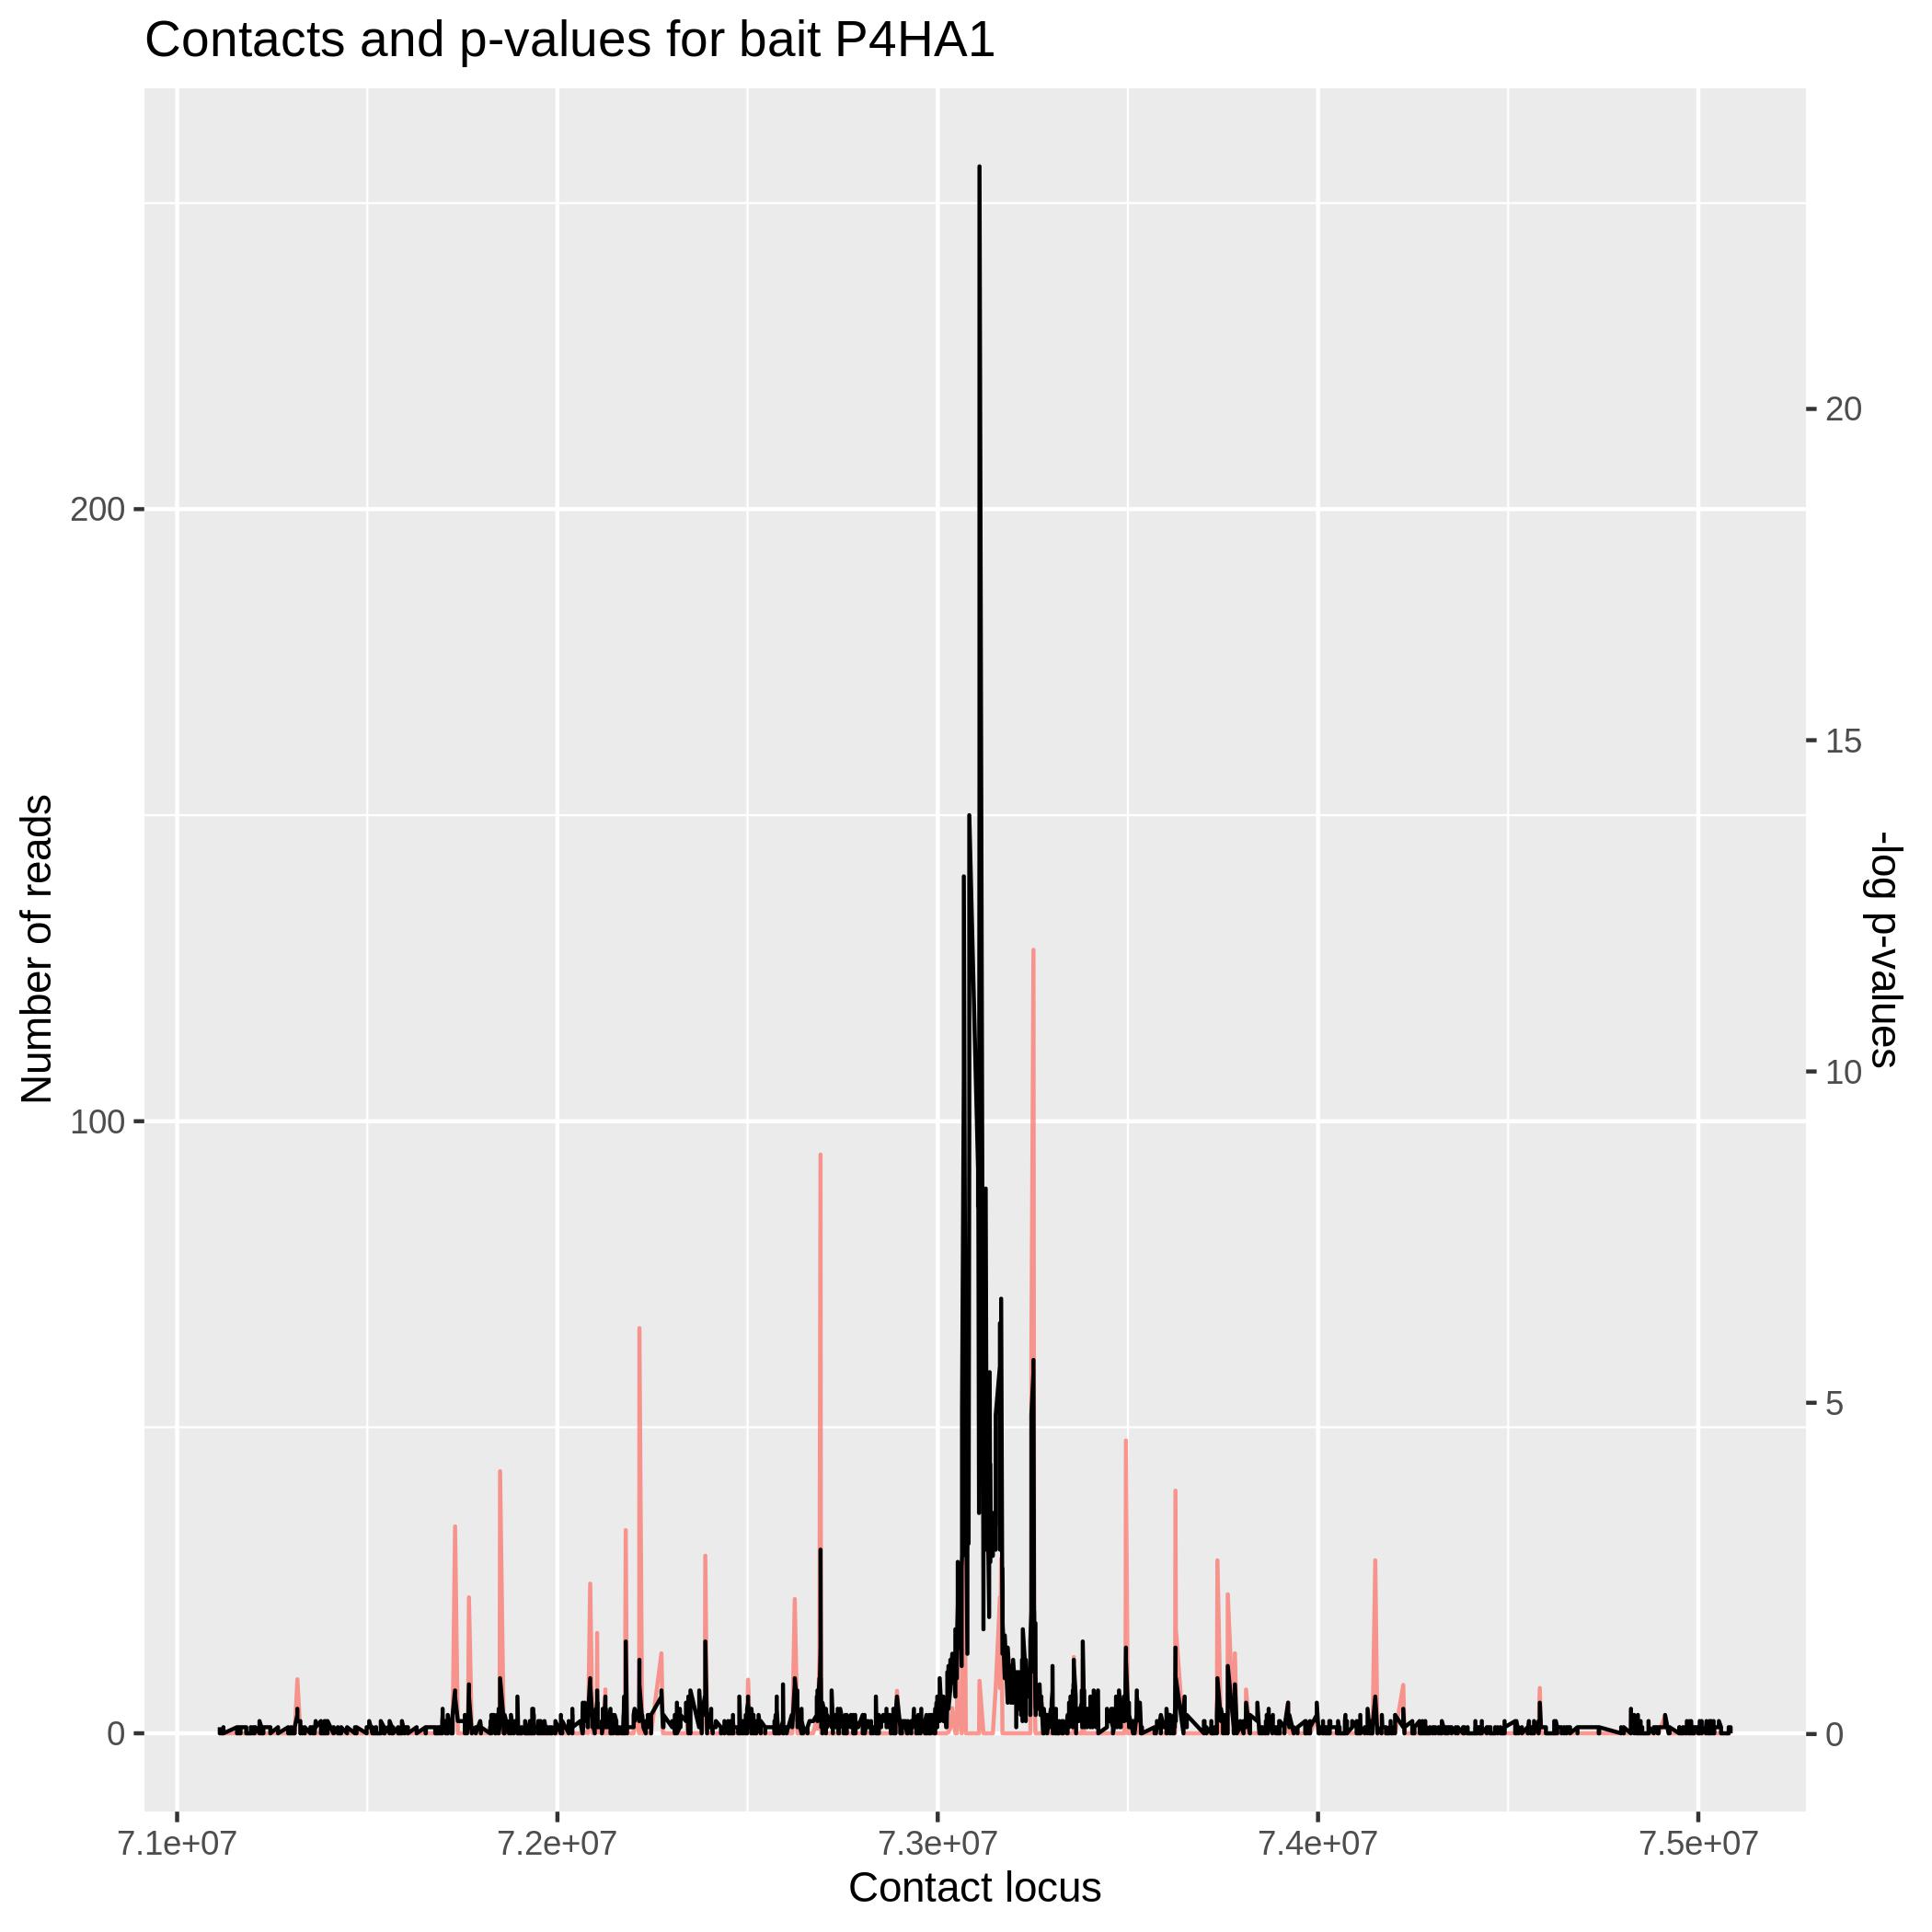 Contacts and p-values for bait P4HA1
Number of reads
200
100
0
20
15
10
5
0
-log p-values
7.1e+07
7.2e+07
7.3e+07
7.4e+07
7.5e+07
Contact locus